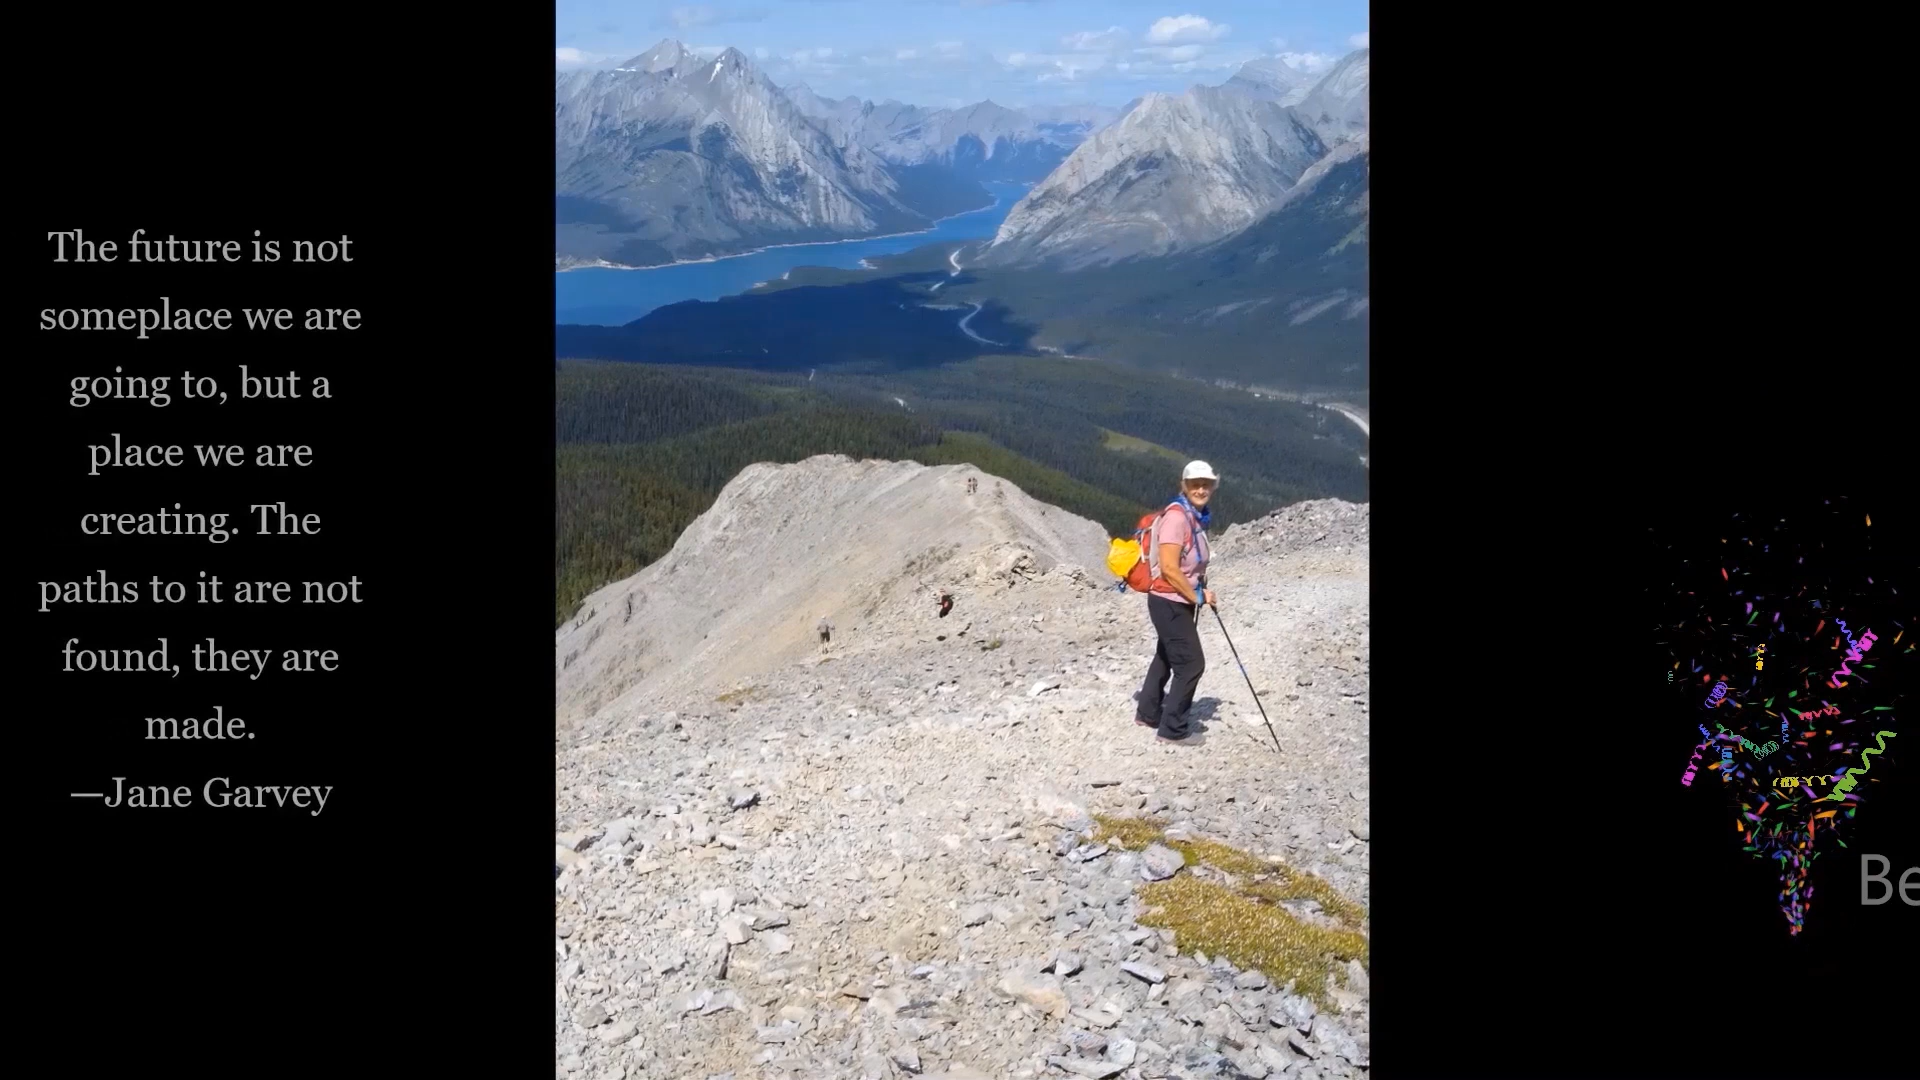 The future is not
someplace we are
going to, but a
place we are
creating. The
paths to it are not
found, they are
made.
—Jane Garvey
Be